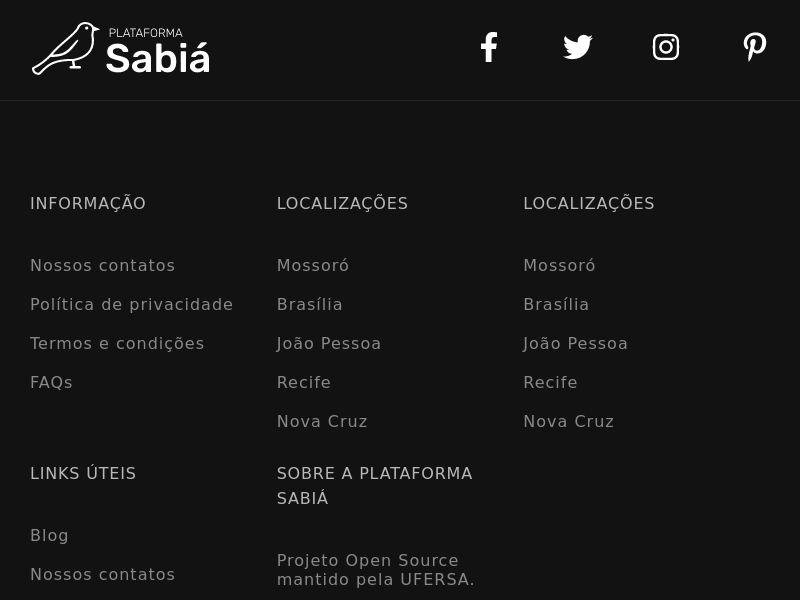 PLATAFORMA
Sabiá
INFORMAÇÃO
Nossos contatos
Política de privacidade
Termos e condições
FAQs
LOCALIZAÇÕES
Mossoró
Brasília
João Pessoa
Recife
Nova Cruz
LOCALIZAÇÕES
Mossoró
Brasília
João Pessoa
Recife
Nova Cruz
LINKS ÚTEIS
Blog
Nossos contatos
SOBRE A PLATAFORMA
SABIÁ
Projeto Open Source
mantido pela UFERSA.